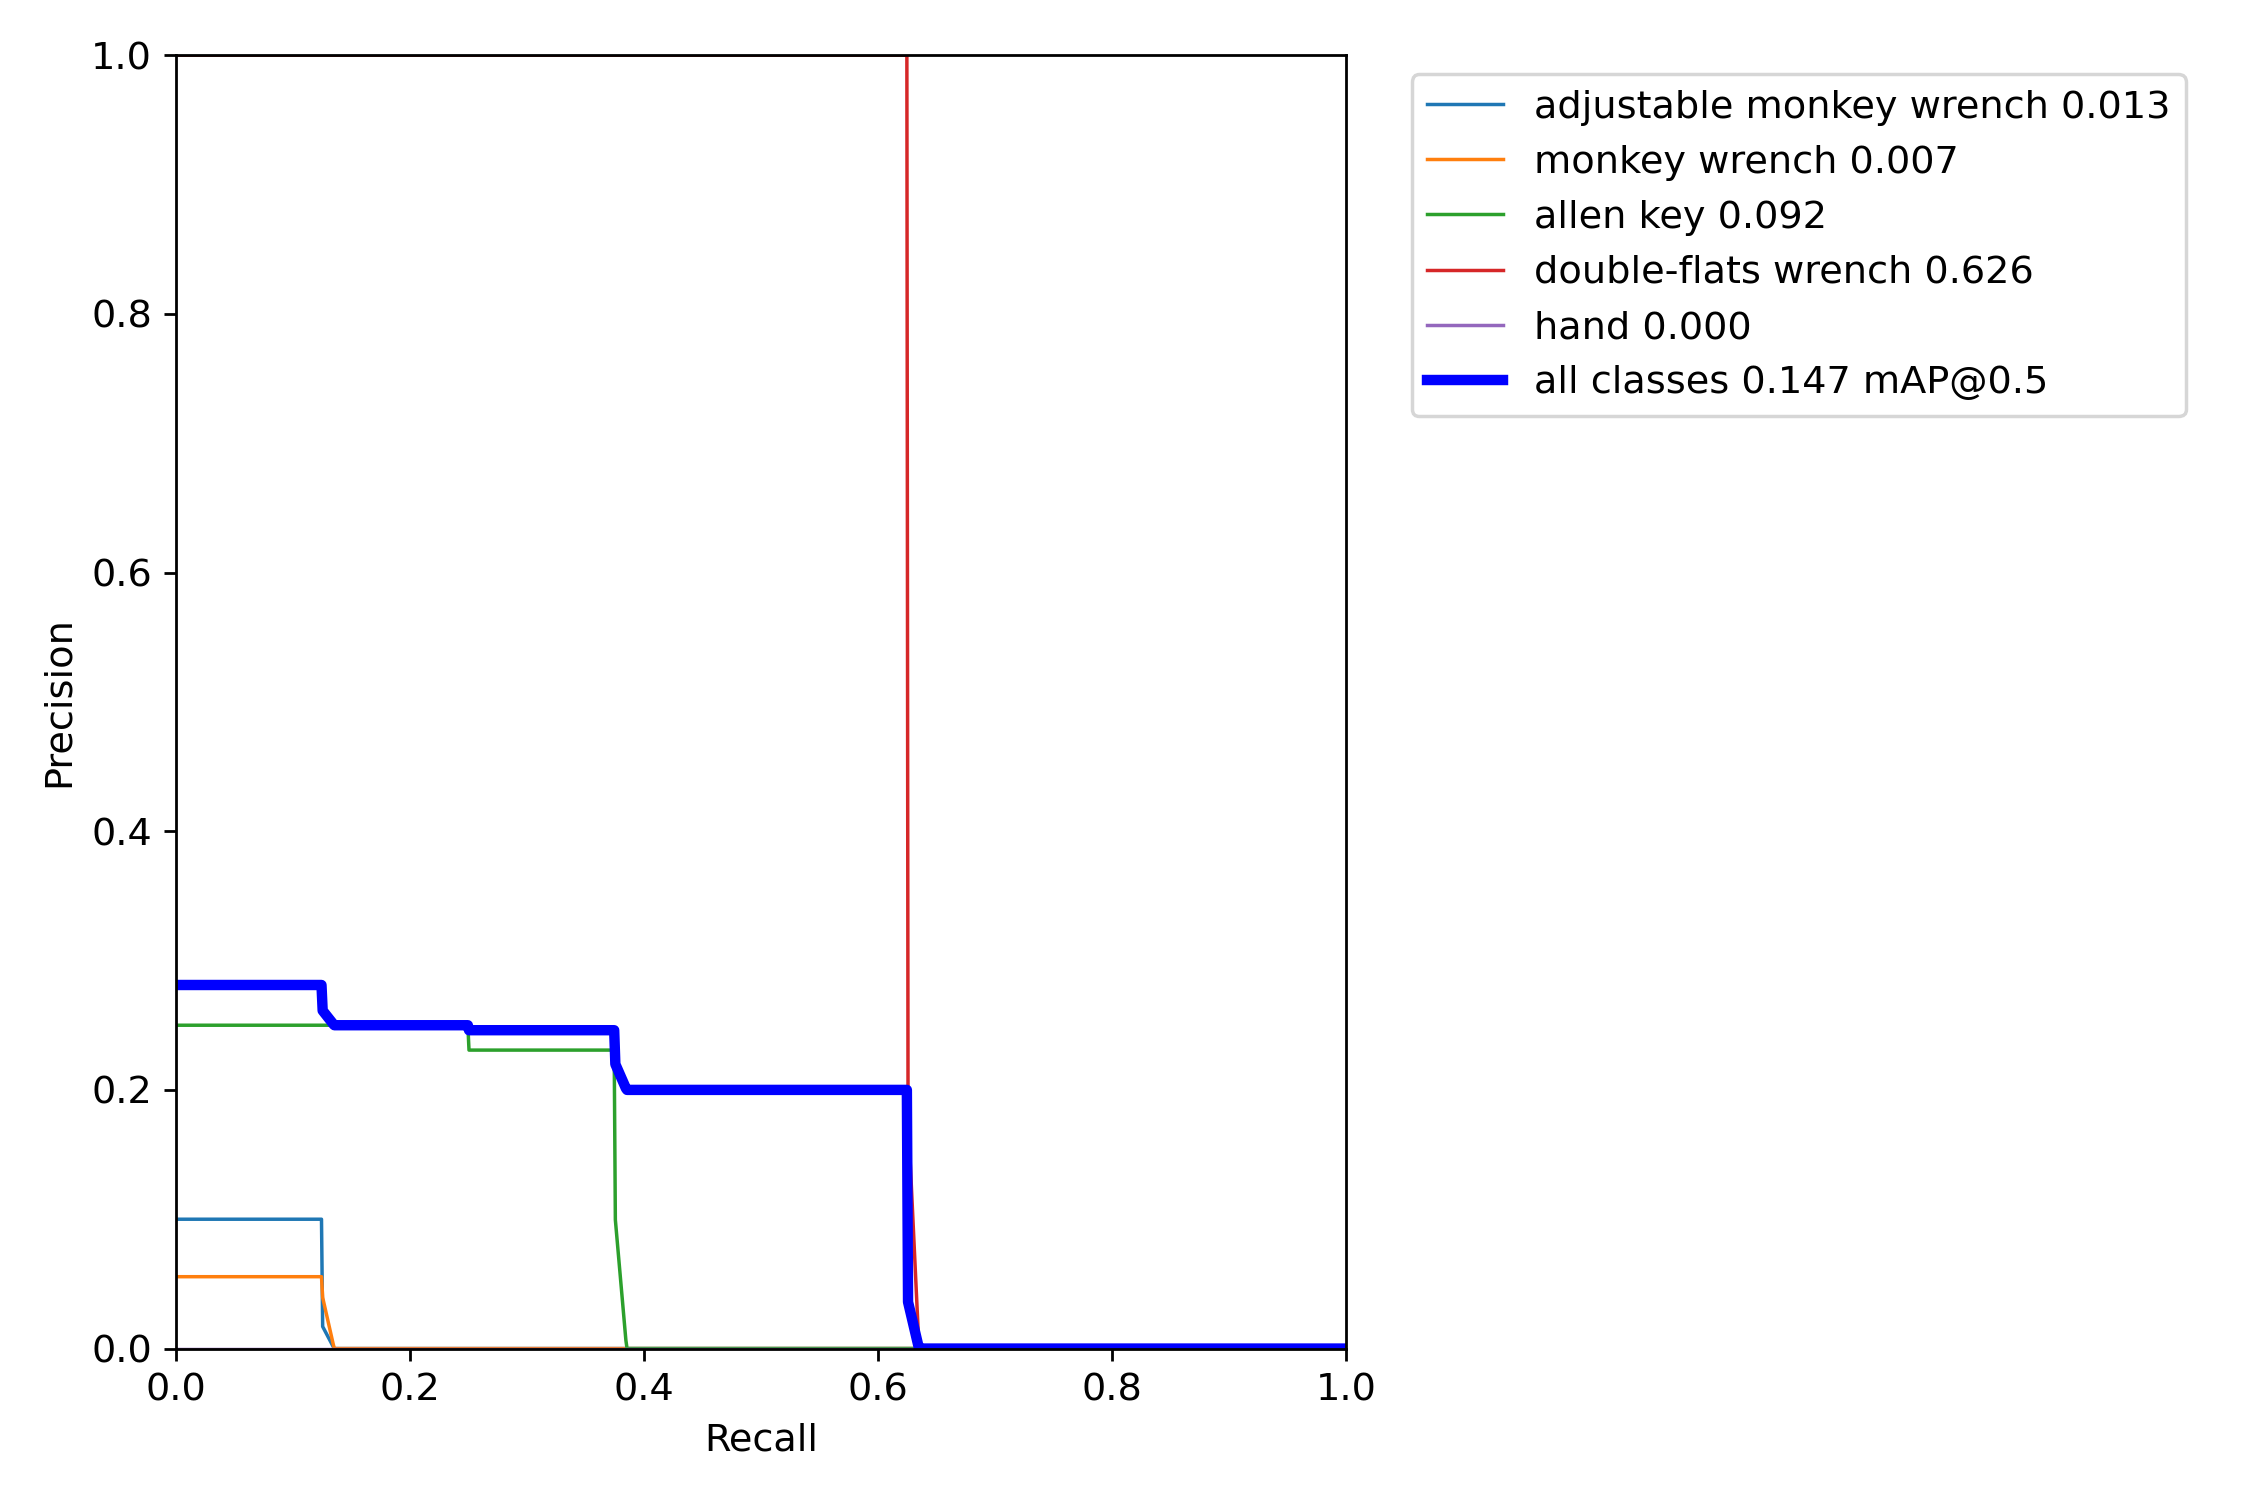 1.0
0.8
0.6
0.4
0.2
0.0
Precision
0.0 0.2 0.4 0.6 0.8 1.0
Recall
adjustable monkey wrench 0.013
monkey wrench 0.007
allen key 0.092
double-flats wrench 0.626
hand 0.000
all classes 0.147 mAP@0.5